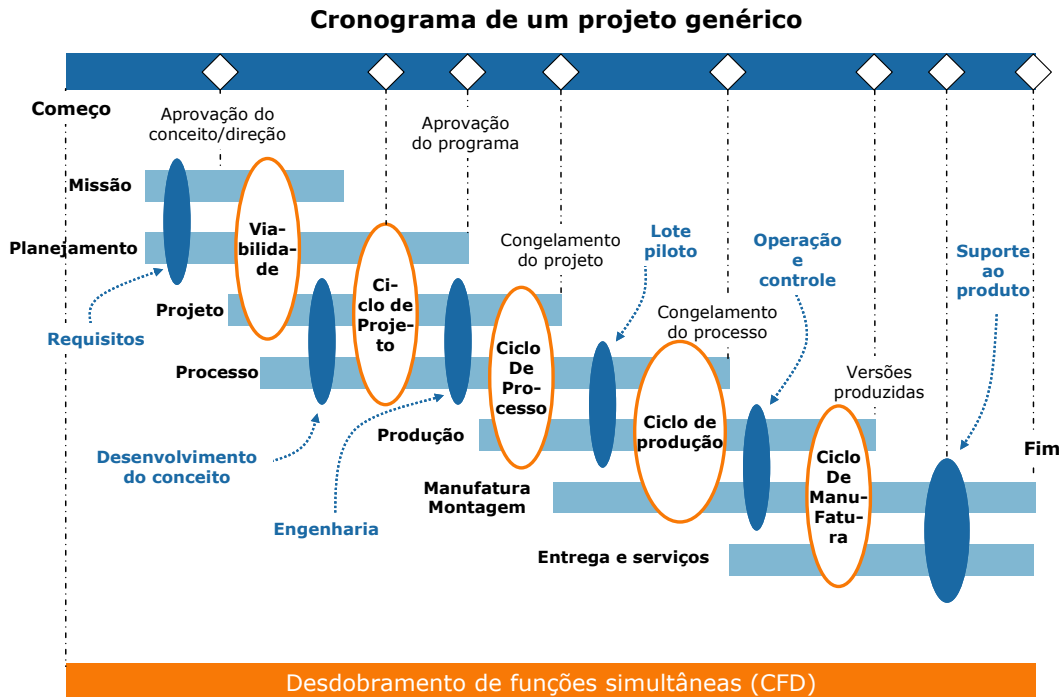 Cronograma de um projeto genérico
Começo
Aprovação do
conceito/direção
Aprovação
do programa
Missão
Planejamento
Via-
bilida-
de
Congelamento
do projeto
Lote
piloto
Operação
e
controle
Suporte
ao
produto
Requisitos
Projeto
Ci-
clo de
Proje-
to
Congelamento
do processo
Processo
Ciclo
De
Pro-
cesso
Versões
produzidas
Produção
Ciclo de
produção
Fim
Desenvolvimento
do conceito
Manufatura
Montagem
Ciclo
De
Manu-
Fatu-
ra
Engenharia
Entrega e serviços
Desdobramento de funções simultâneas (CFD)